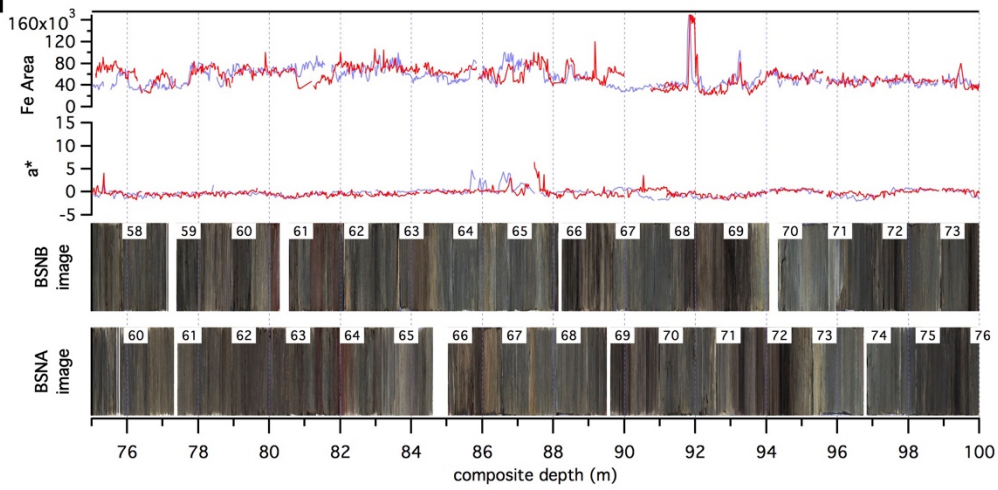 160x10³
120
80
40
0
Fe Area
15
10
5
0
-5
a*
58 59 60 61 62 63 64 65 66 67 68 69 70 71 72 73
BSNB
image
60 61 62 63 64 65 66 67 68 69 70 71 72 73 74 75 76
BSNA
image
76 78 80 82 84 86 88 90 92 94 96 98 100
composite depth (m)